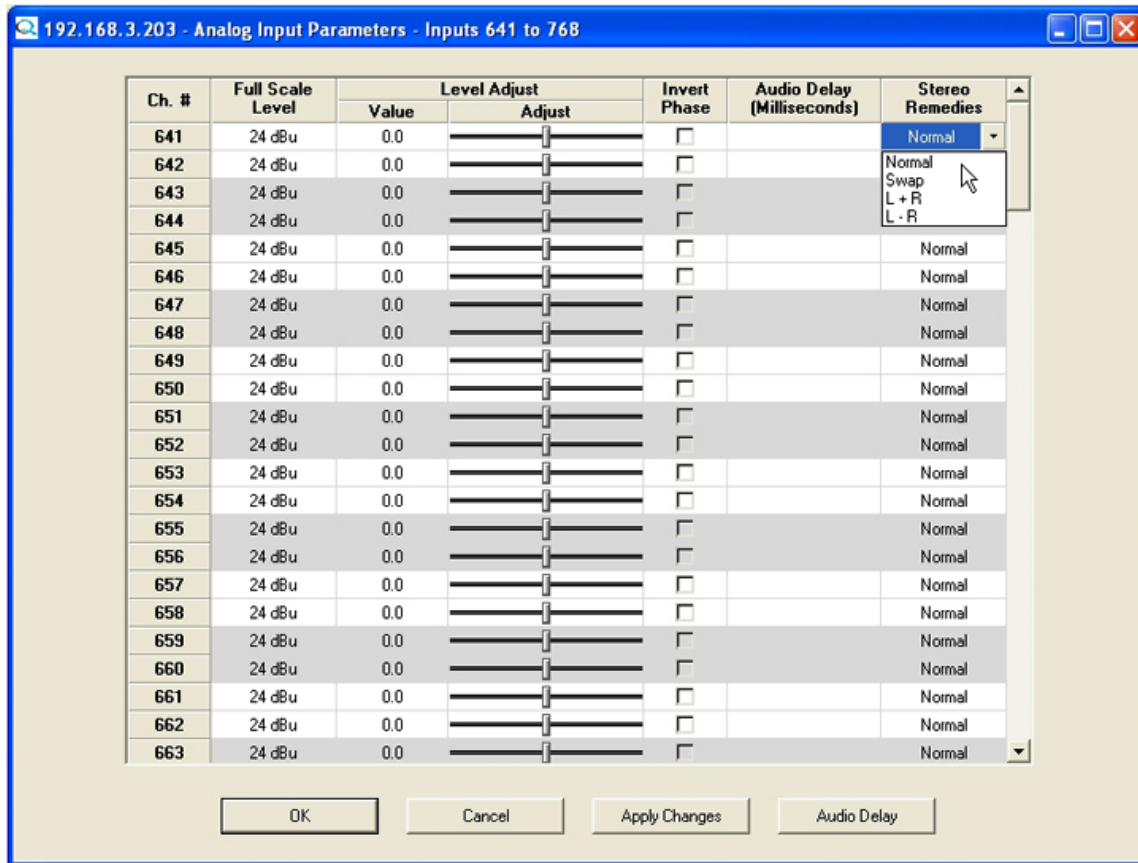 192.168.3.203 - Analog Input Parameters - Inputs 641 to 768
Ch. # Full Scale Level Level Adjust Value Adjust Invert Phase Audio Delay (Milliseconds) Stereo Remedies
641 24 dBu 0.0 Normal
642 24 dBu 0.0 Normal
643 24 dBu 0.0 Swap
L + R
644 24 dBu 0.0 L - R
645 24 dBu 0.0 Normal
646 24 dBu 0.0 Normal
647 24 dBu 0.0 Normal
648 24 dBu 0.0 Normal
649 24 dBu 0.0 Normal
650 24 dBu 0.0 Normal
651 24 dBu 0.0 Normal
652 24 dBu 0.0 Normal
653 24 dBu 0.0 Normal
654 24 dBu 0.0 Normal
655 24 dBu 0.0 Normal
656 24 dBu 0.0 Normal
657 24 dBu 0.0 Normal
658 24 dBu 0.0 Normal
659 24 dBu 0.0 Normal
660 24 dBu 0.0 Normal
661 24 dBu 0.0 Normal
662 24 dBu 0.0 Normal
663 24 dBu 0.0 Normal
OK Cancel Apply Changes Audio Delay